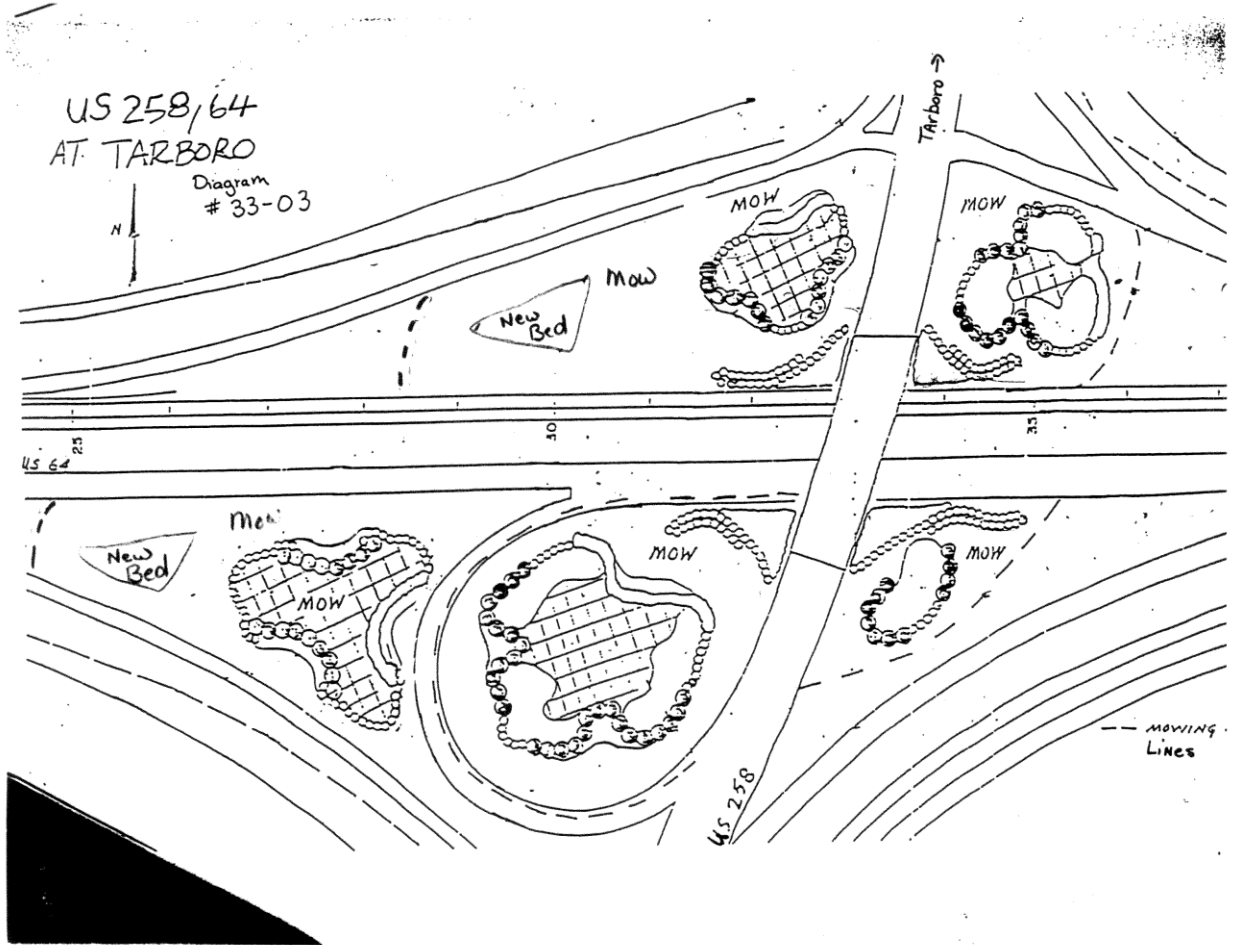 US 258/64
AT TARBORO
Diagram
# 33-03
N
Tarboro →
MOW
MOW
Mow
New
Bed
25
30
35
US 64
Mow
New
Bed
MOW
MOW
MOW
US 258
--- MOWING
Lines